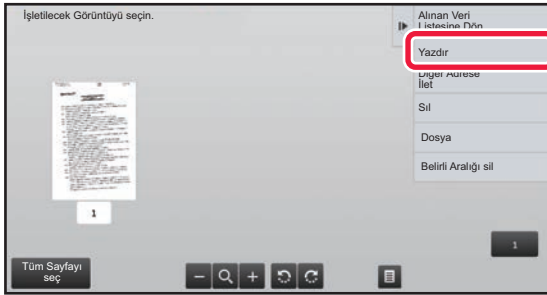 İşletilecek Görüntüyü seçin.
Alınan Veri
Listesine Dön
Yazdır
Diğer Adrese
İlet
Sıl
Dosya
Belirli Aralığı sil
1
1
Tüm Sayfayı
seç